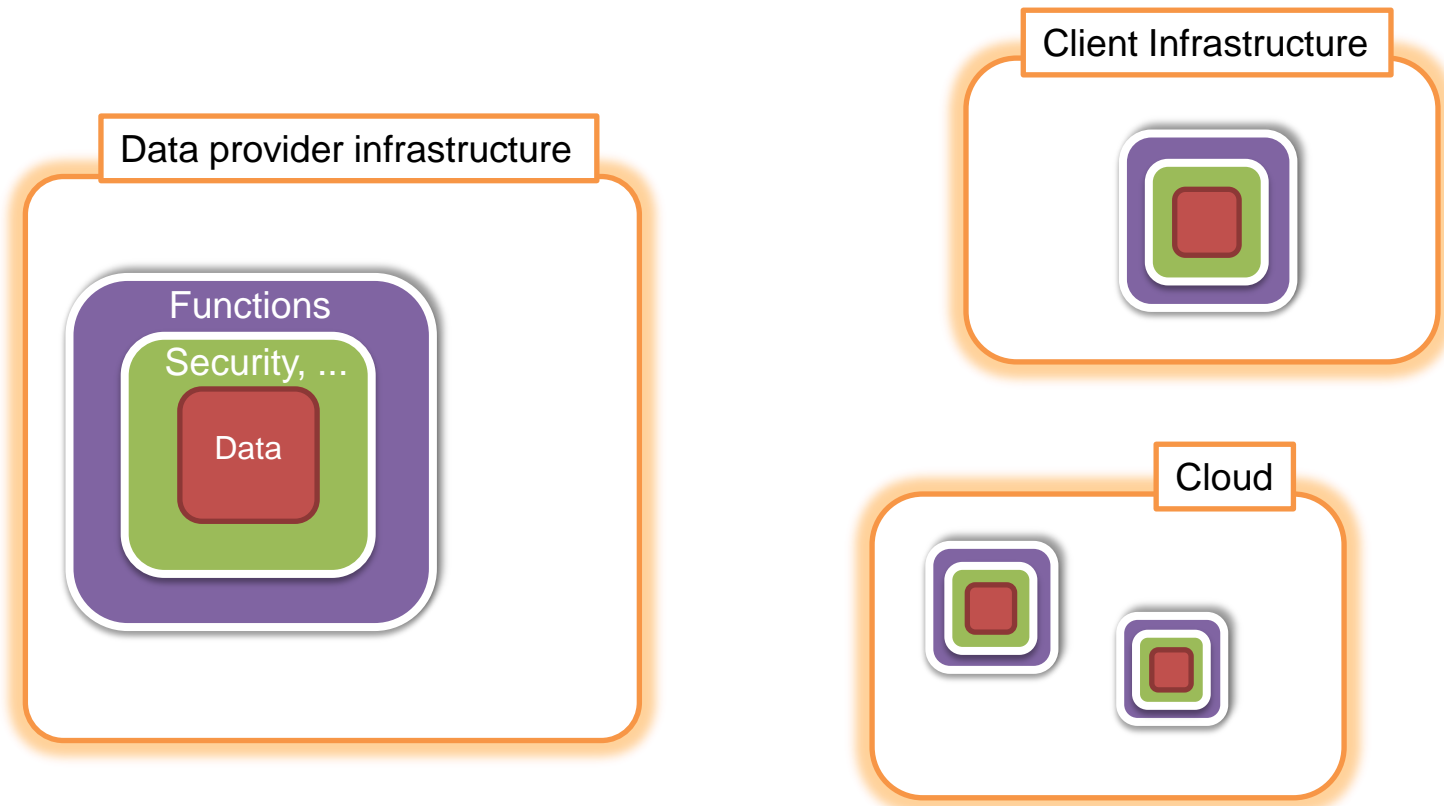 Client Infrastructure
Data provider infrastructure
Functions
Security, ...
Data
Cloud